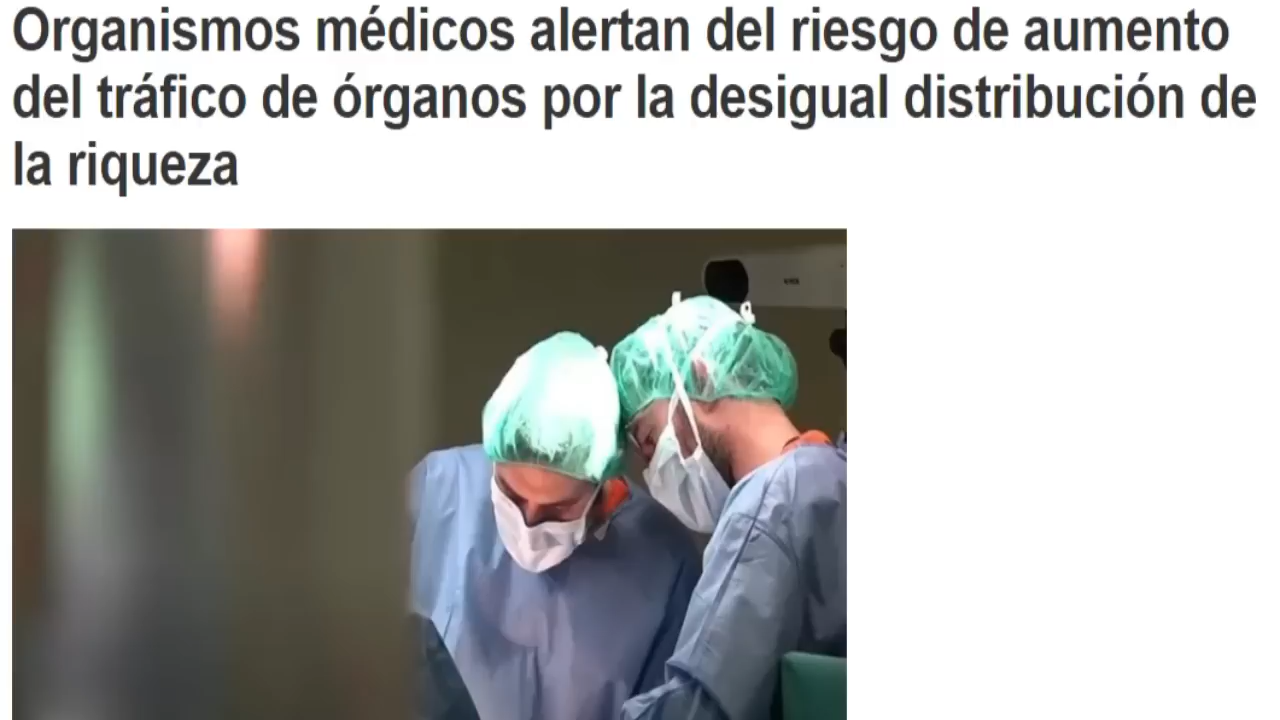 Organismos médicos alertan del riesgo de aumento
del tráfico de órganos por la desigual distribución de
la riqueza